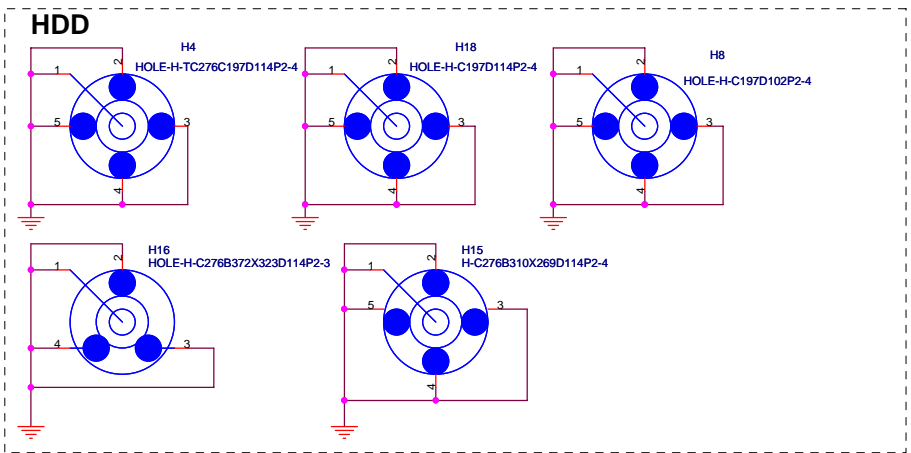 HDD
H4
HOLE-H-TC276C197D114P2-4
1
2
3
4
5
H18
HOLE-H-C197D114P2-4
1
2
3
4
5
H8
HOLE-H-C197D102P2-4
1
2
3
4
5
H16
HOLE-H-C276B372X323D114P2-3
1
2
3
4
H15
H-C276B310X269D114P2-4
1
2
3
4
5